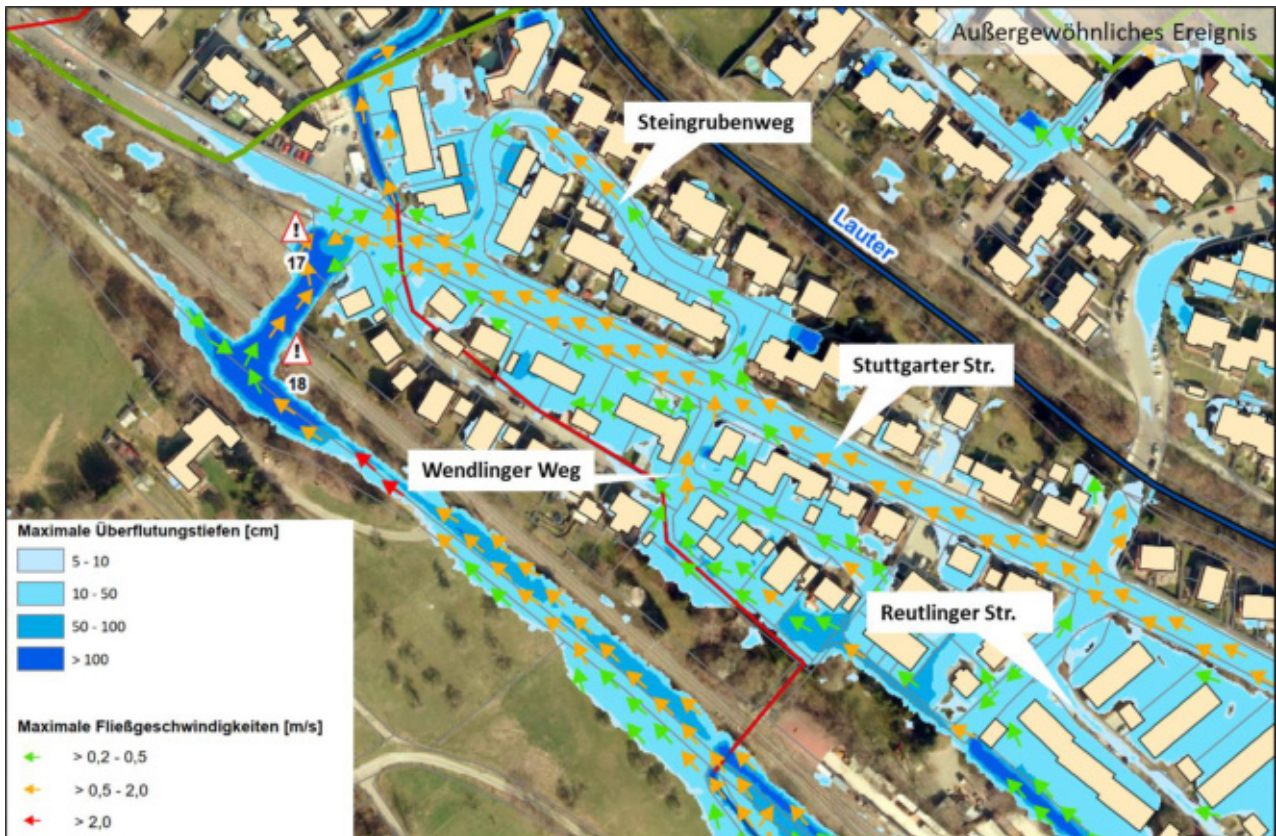 Außergewöhnliches Ereignis
Steingrubenweg
Lauter
17
18
Stuttgarter Str.
Wendlinger Weg
Reutlinger Str.
Maximale Überflutungstiefen [cm]
5 - 10
10 - 50
50 - 100
> 100
Maximale Fließgeschwindigkeiten [m/s]
> 0,2 - 0,5
> 0,5 - 2,0
> 2,0